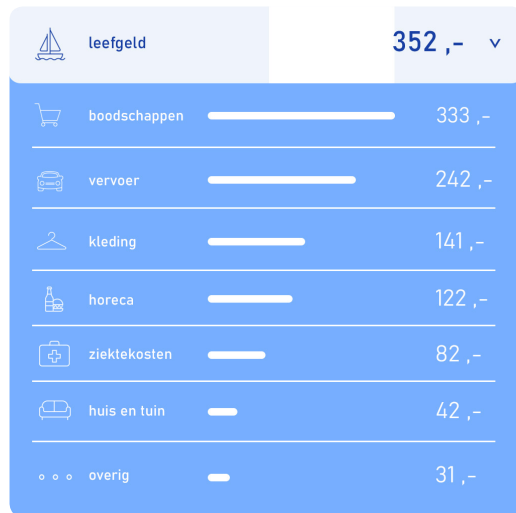 leefgeld 352 ,-
boodschappen 333 ,-
vervoer 242 ,-
kleding 141 ,-
horeca 122 ,-
ziektekosten 82 ,-
huis en tuin 42 ,-
overig 31 ,-